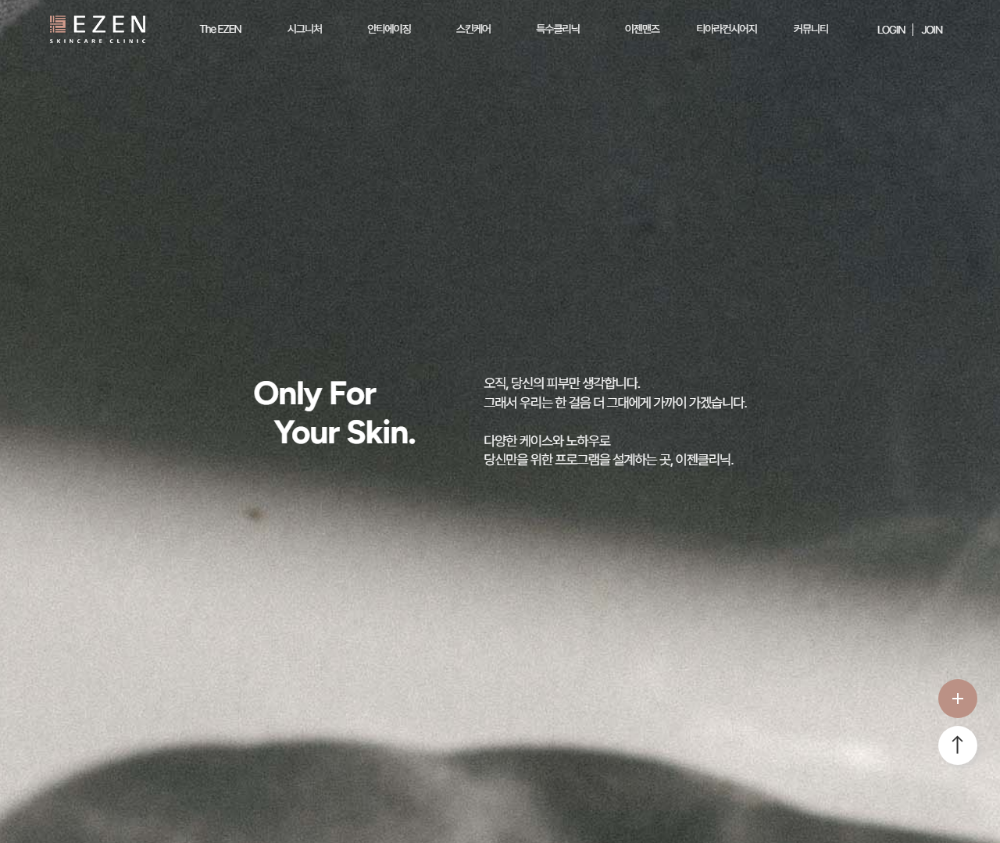 EZEN
SKINCARE CLINIC
The EZEN
시그니처
안티에이징
스킨케어
특수클리닉
이젠맨즈
티아라컨시어지
커뮤니티
LOGIN
JOIN
Only For
Your Skin.
오직, 당신의 피부만 생각합니다.
그래서 우리는 한 걸음 더 그대에게 가까이 가겠습니다.
다양한 케이스와 노하우로
당신만을 위한 프로그램을 설계하는 곳, 이젠클리닉.